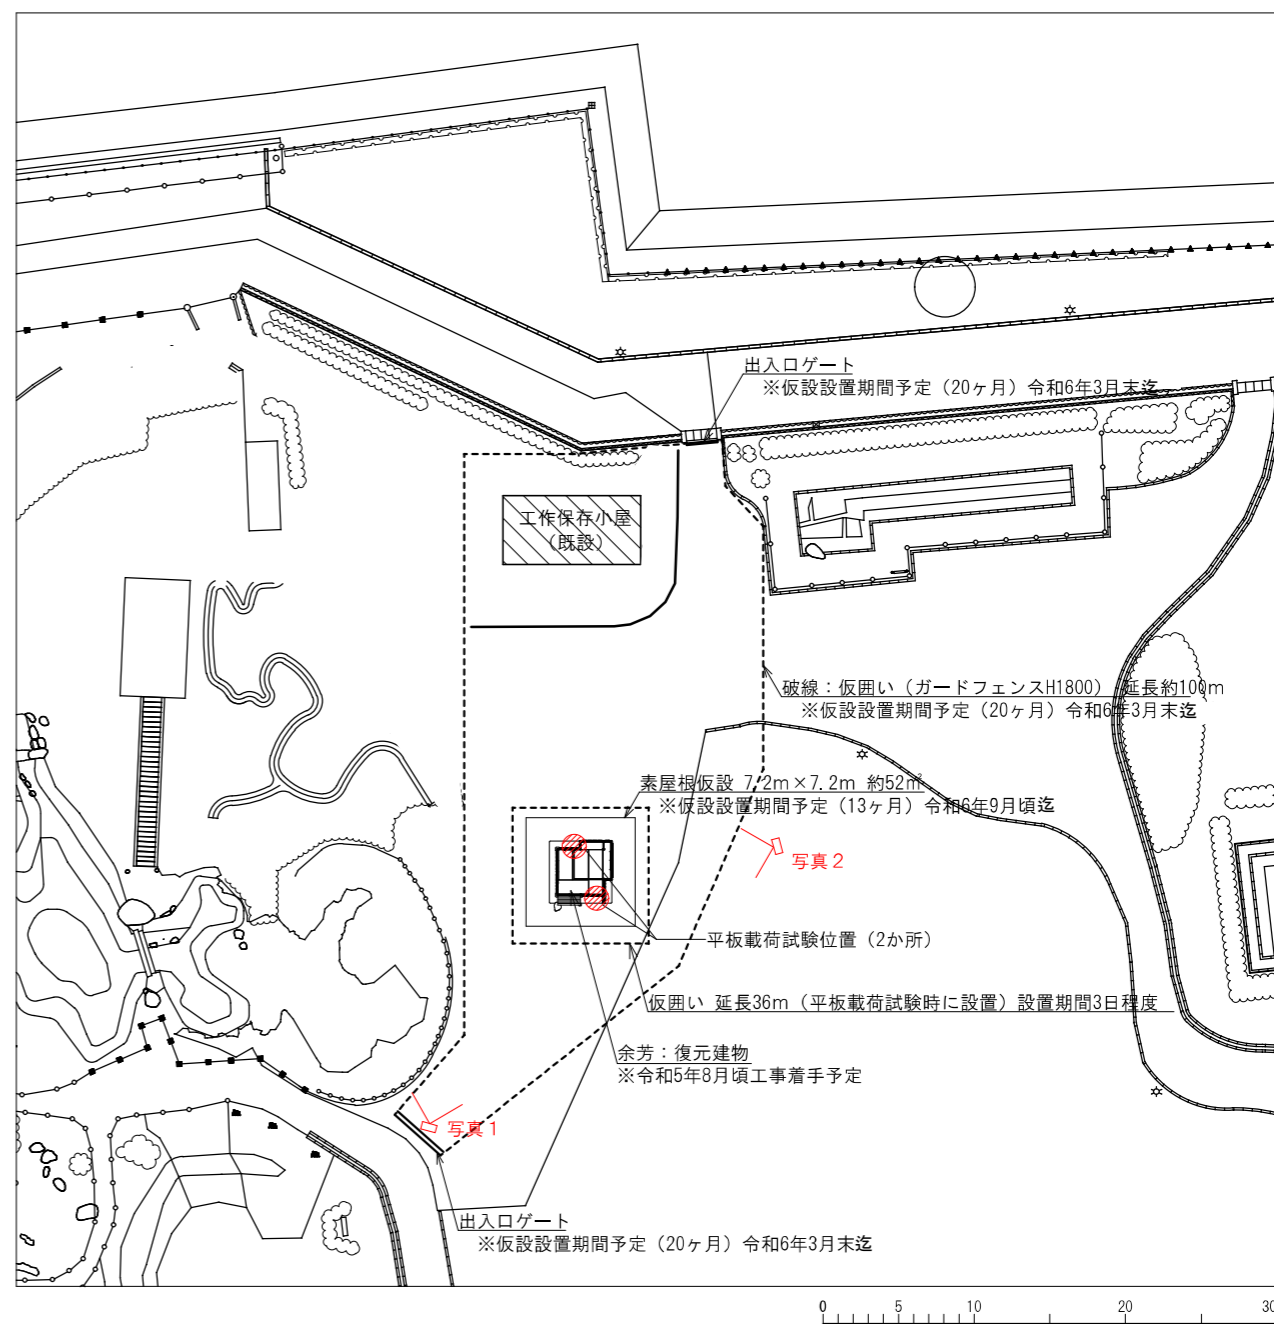 出入口ゲート
※仮設設置期間予定（20ヶ月）令和6年3月末迄
工作保存小屋
（既設）
破線：仮囲い（ガードフェンスH1800） 延長約100m
※仮設設置期間予定（20ヶ月）令和6年3月末迄
素屋根仮設 7.2m×7.2m 約52㎡
※仮設設置期間予定（13ヶ月）令和6年9月頃迄
写真２
平板載荷試験位置（2か所）
仮囲い 延長36m（平板載荷試験時に設置）設置期間3日程度
余芳：復元建物
※令和5年8月頃工事着手予定
写真１
出入口ゲート
※仮設設置期間予定（20ヶ月）令和6年3月末迄
0 5 10 20 30